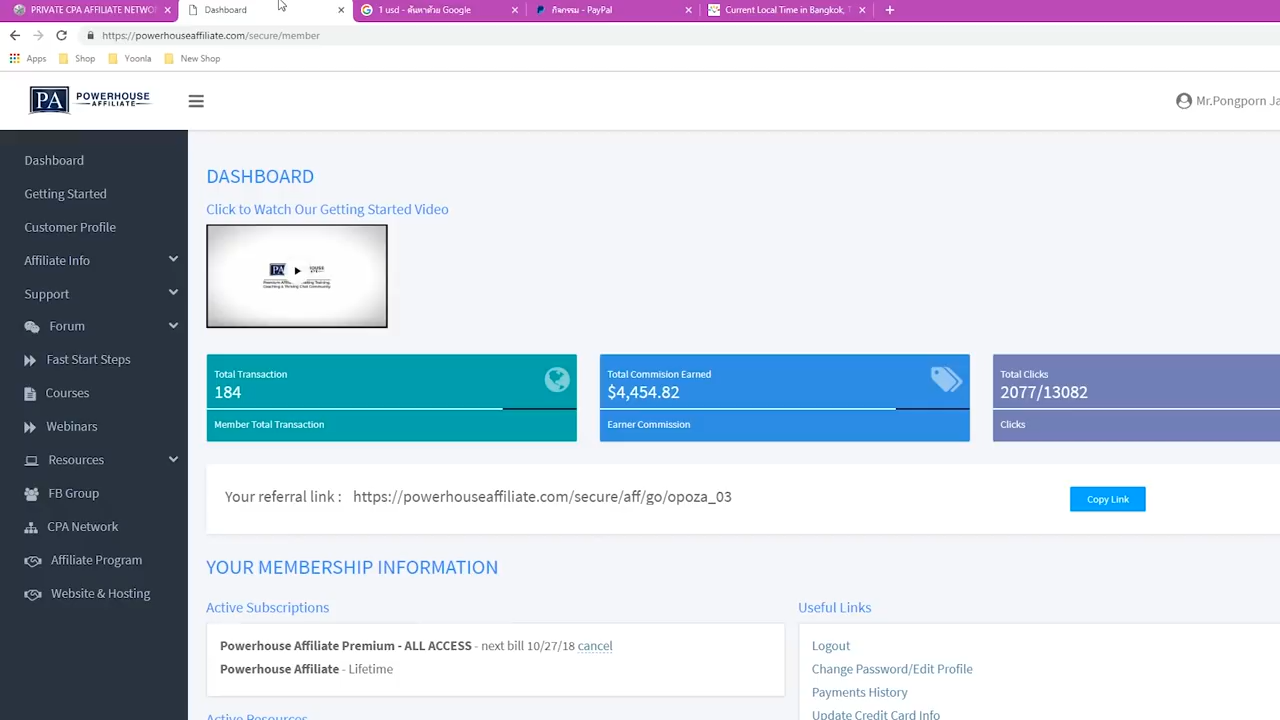 PRIVATE CPA AFFILIATE NETWOR
Dashboard
1 usd - ค้นหาด้วย Google
กิจกรรม - PayPal
Current Local Time in Bangkok, T
https://powerhouseaffiliate.com/secure/member
Apps
Shop
Yoonla
New Shop
PA
POWERHOUSE
AFFILIATE
Mr.Pongporn Ja
Dashboard
Getting Started
Customer Profile
Affiliate Info
Support
Forum
Fast Start Steps
Courses
Webinars
Resources
FB Group
CPA Network
Affiliate Program
Website & Hosting
DASHBOARD
Click to Watch Our Getting Started Video
PA
Total Transaction
184
Member Total Transaction
Total Commision Earned
$4,454.82
Earner Commission
Total Clicks
2077/13082
Clicks
Your referral link : https://powerhouseaffiliate.com/secure/aff/go/opoza_03
Copy Link
YOUR MEMBERSHIP INFORMATION
Active Subscriptions
Powerhouse Affiliate Premium - ALL ACCESS - next bill 10/27/18 cancel
Powerhouse Affiliate - Lifetime
Active Resources
Useful Links
Logout
Change Password/Edit Profile
Payments History
Update Credit Card Info